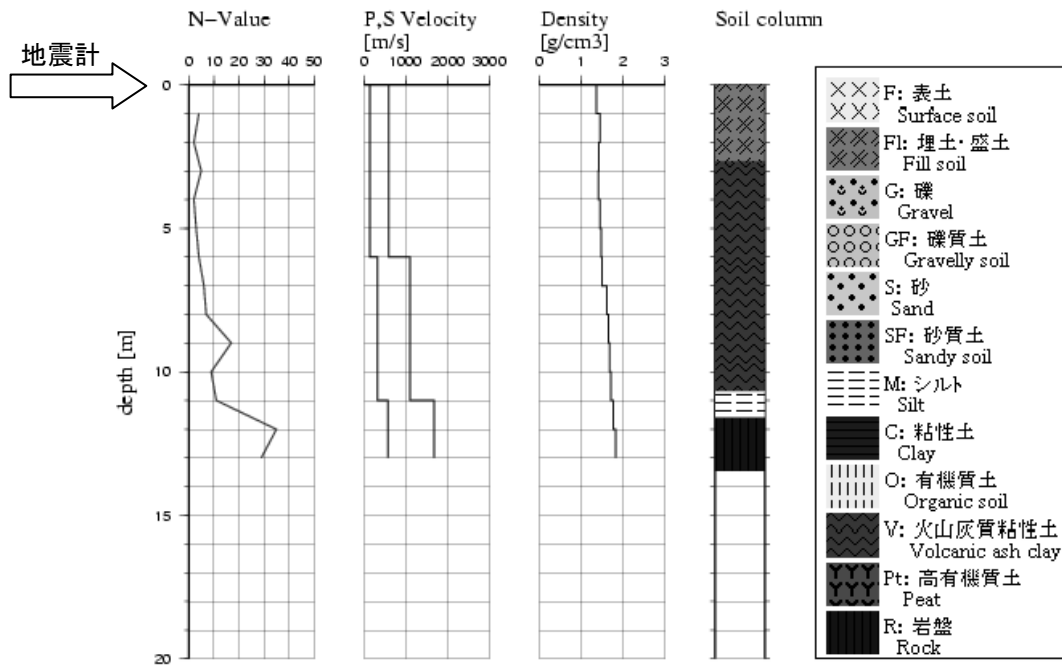 N−Value
P,S Velocity
[m/s]
Density
[g/cm3]
Soil column
地震計
0 10 20 30 40 50
0 1000 2000 3000
0 1 2 3
0
5
10
15
20
depth [m]
F: 表土
Surface soil
Fl: 埋土・盛土
Fill soil
G: 礫
Gravel
GF: 礫質土
Gravelly soil
S: 砂
Sand
SF: 砂質土
Sandy soil
M: シルト
Silt
C: 粘性土
Clay
O: 有機質土
Organic soil
V: 火山灰質粘性土
Volcanic ash clay
Pt: 高有機質土
Peat
R: 岩盤
Rock